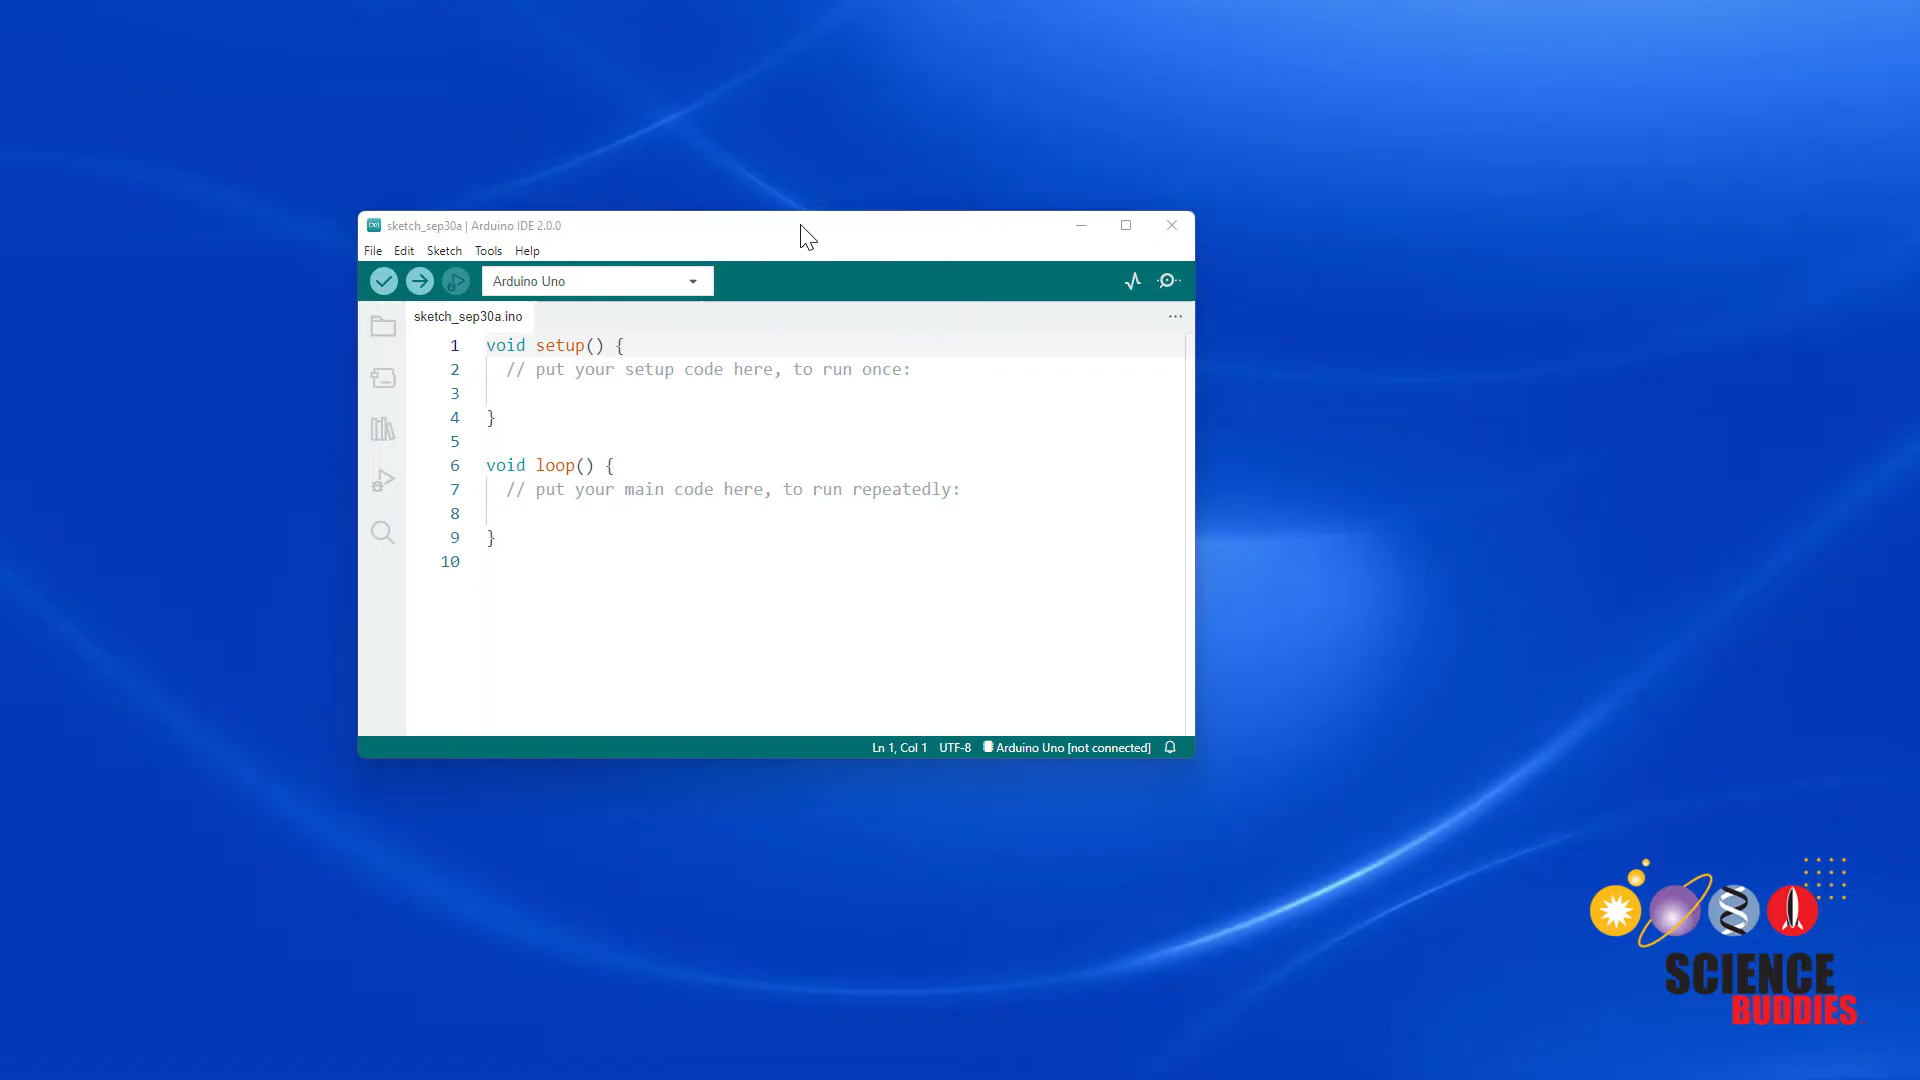 sketch_sep30a | Arduino IDE 2.0.0
File Edit Sketch Tools Help
Arduino Uno
sketch_sep30a.ino
1 void setup() {
2 // put your setup code here, to run once:
3
4 }
5
6 void loop() {
7 // put your main code here, to run repeatedly:
8
9 }
10
Ln 1, Col 1 UTF-8 Arduino Uno [not connected]
SCIENCE
BUDDIES